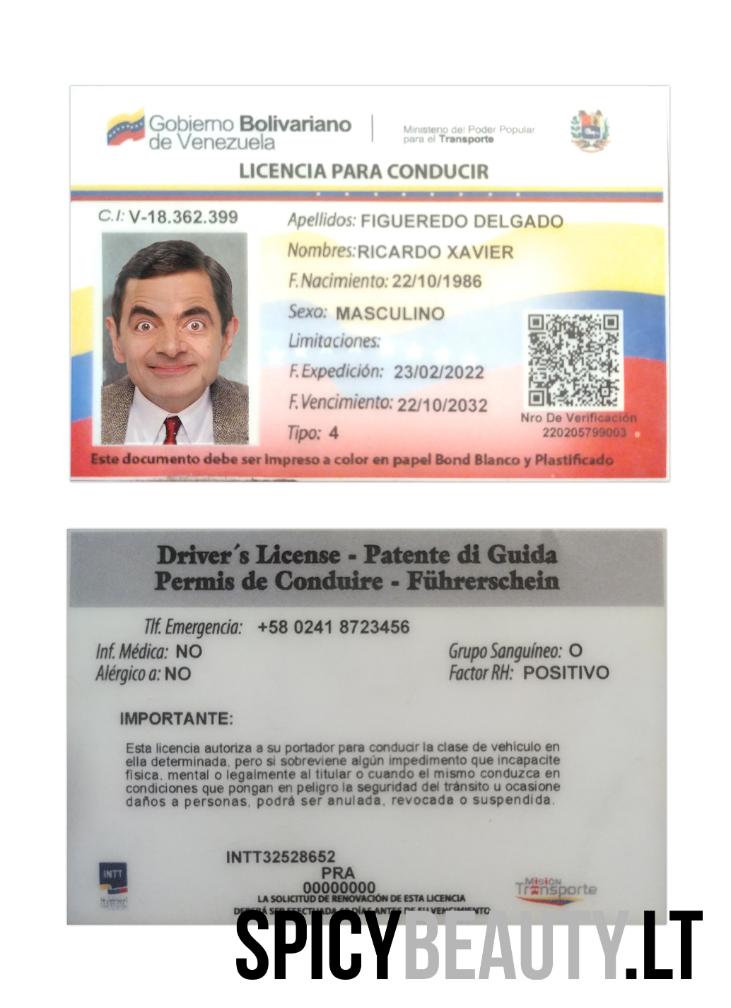 Gobierno Bolivariano
de Venezuela
Ministerio del Poder Popular
para el Transporte
LICENCIA PARA CONDUCIR
C.I: V-18.362.399
Apellidos: FIGUEREDO DELGADO
Nombres: RICARDO XAVIER
F. Nacimiento: 22/10/1986
Sexo: MASCULINO
Limitaciones:
F. Expedición: 23/02/2022
F. Vencimiento: 22/10/2032
Tipo: 4
Nro De Verificación
220205799003
Este documento debe ser Impreso a color en papel Bond Blanco y Plastificado
Driver´s License - Patente di Guida
Permis de Conduire - Führerschein
Tlf. Emergencia: +58 0241 8723456
Inf. Médica: NO
Alérgico a: NO
Grupo Sanguíneo: O
Factor RH: POSITIVO
IMPORTANTE:
Esta licencia autoriza a su portador para conducir la clase de vehículo en
ella determinada, pero si sobreviene algún impedimento que incapacite
física, mental o legalmente al titular o cuando el mismo conduzca en
condiciones que pongan en peligro la seguridad del tránsito u ocasione
daños a personas, podrá ser anulada, revocada o suspendida.
INTT32528652
PRA
00000000
LA SOLICITUD DE RENOVACIÓN DE ESTA LICENCIA
DEBERÁ SER EFECTUADA DÍAS ANTES DE SU VENCIMIENTO
INTT
Misión
Transporte
SPICYBEAUTY.LT